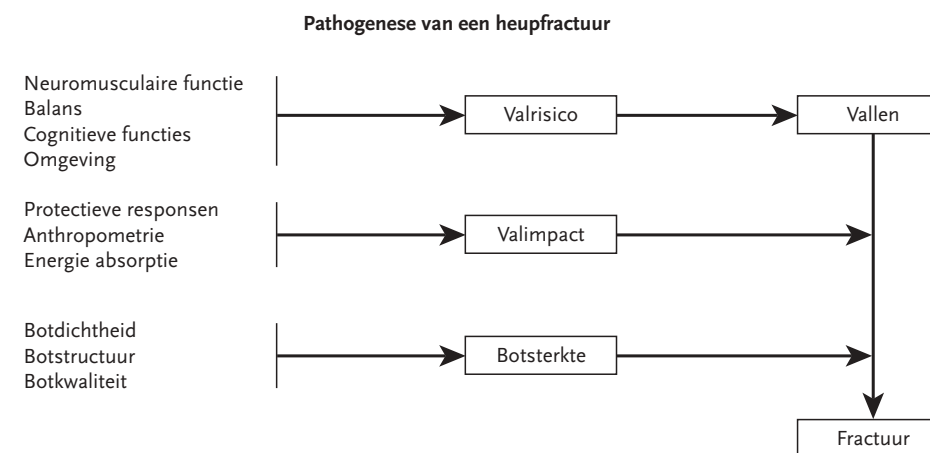 Pathogenese van een heupfractuur
Neuromusculaire functie
Balans
Cognitieve functies
Omgeving
Valrisico
Vallen
Protectieve responsen
Anthropometrie
Energie absorptie
Valimpact
Botdichtheid
Botstructuur
Botkwaliteit
Botsterkte
Fractuur